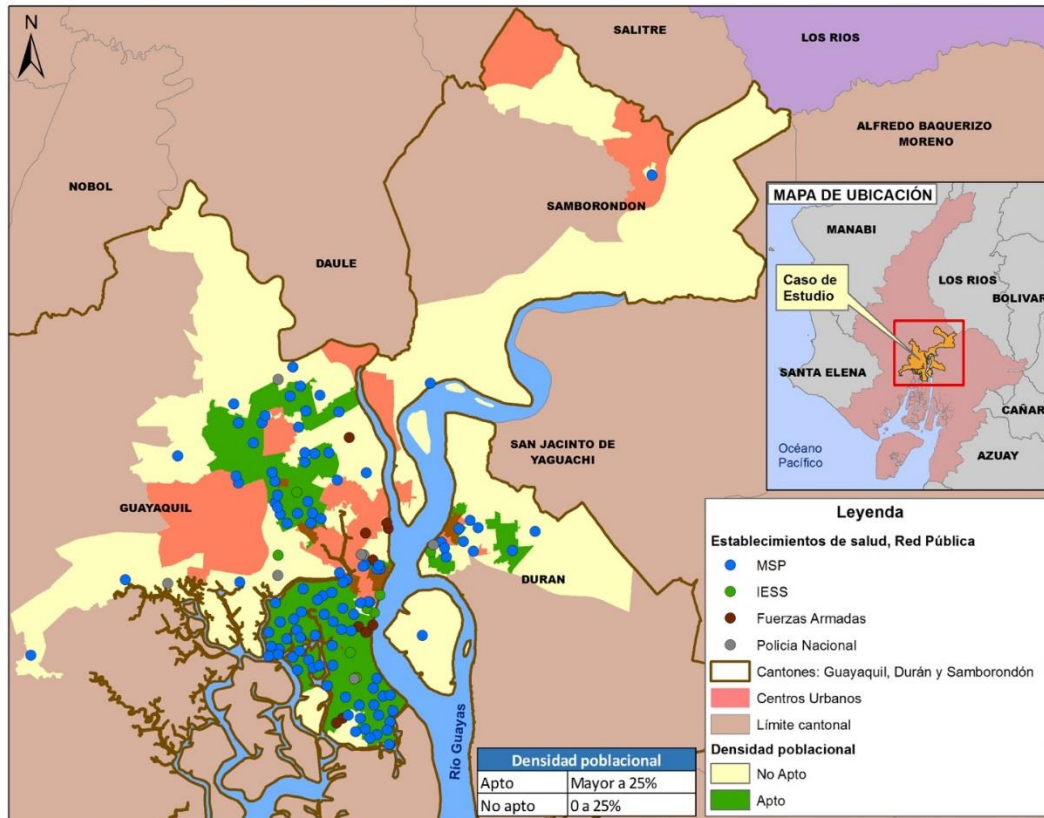 N
SALITRE
LOS RIOS
ALFREDO BAQUERIZO
MORENO
NOBOL
SAMBORONDON
DAULE
SAN JACINTO DE
YAGUACHI
GUAYAQUIL
DURAN
Río Guayas
MAPA DE UBICACIÓN
MANABI
Caso de
Estudio
LOS RIOS
BOLIVAR
SANTA ELENA
CAÑAR
Océano
Pacífico
AZUAY
Leyenda
Establecimientos de salud, Red Pública
MSP
IESS
Fuerzas Armadas
Policia Nacional
Cantones: Guayaquil, Durán y Samborondón
Centros Urbanos
Límite cantonal
Densidad poblacional
No Apto
Apto
Densidad poblacional
Apto Mayor a 25%
No apto 0 a 25%